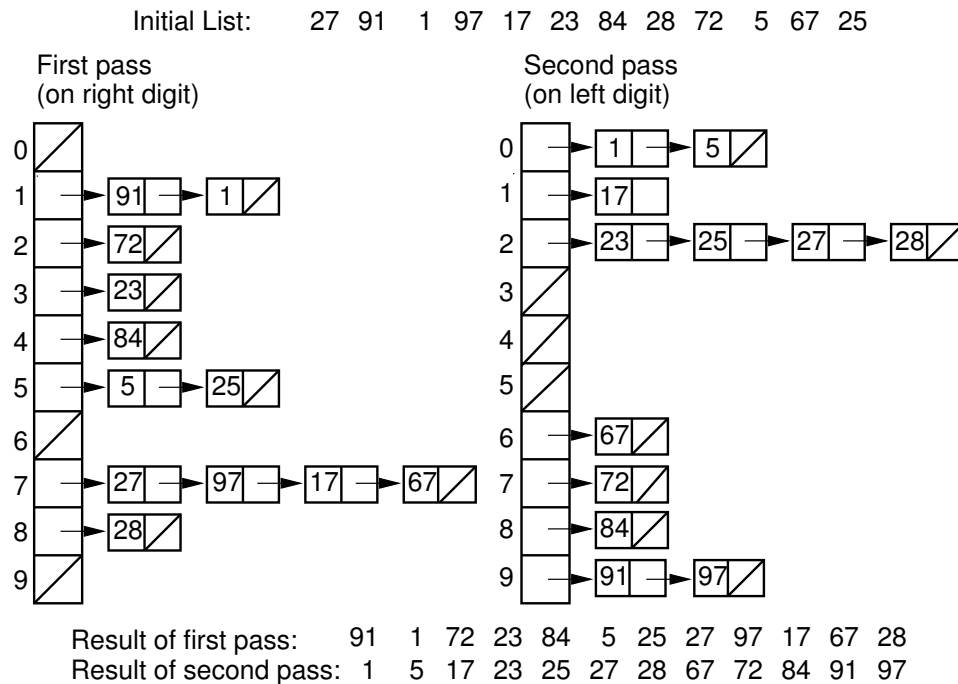 Initial List: 27 91 1 97 17 23 84 28 72 5 67 25
First pass
(on right digit)
0
1 91 1
2 72
3 23
4 84
5 5 25
6
7 27 97 17 67
8 28
9
Second pass
(on left digit)
0 1 5
1 17
2 23 25 27 28
3
4
5
6 67
7 72
8 84
9 91 97
Result of first pass: 91 1 72 23 84 5 25 27 97 17 67 28
Result of second pass: 1 5 17 23 25 27 28 67 72 84 91 97